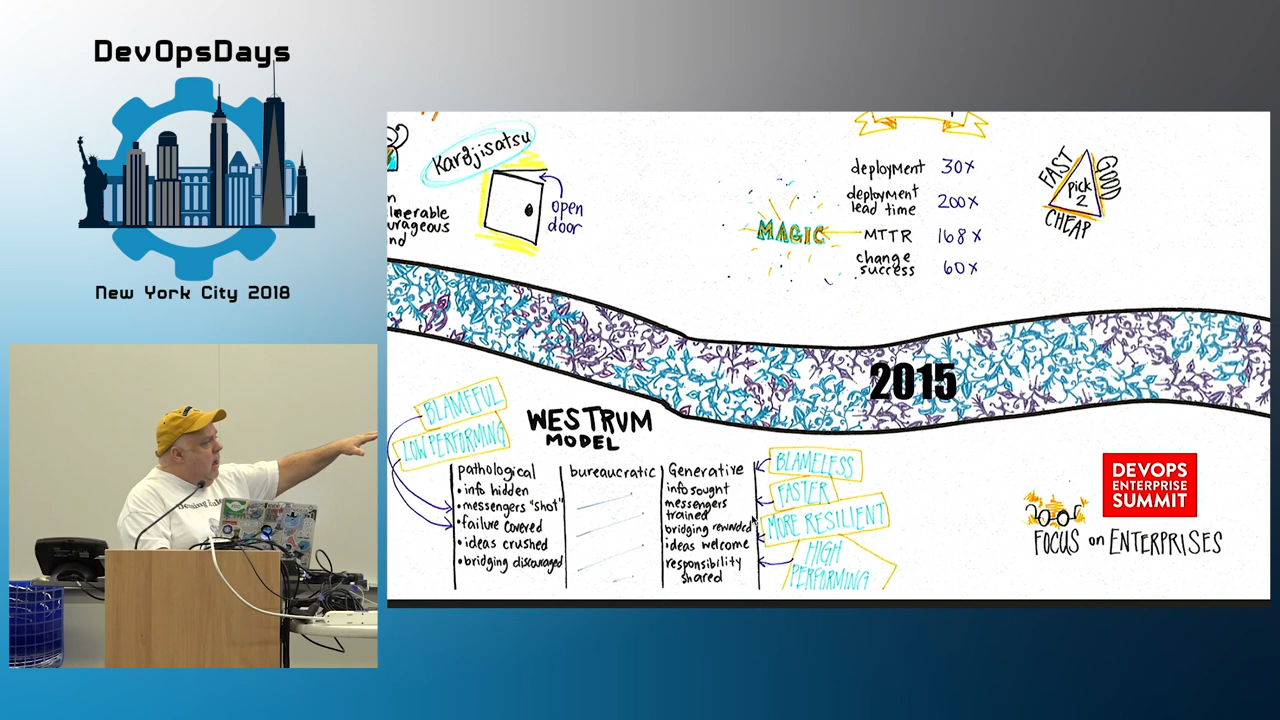 DevOpsDays
New York City 2018
Karojisatsu
open
door
nerable
urageous
nd
deployment 30x
deployment
lead time 200x
MAGIC
MTTR 168x
change
success 60x
FAST
GOOD
Pick
2
CHEAP
2015
BLAMEFUL
LOW PERFORMING
WESTRUM
MODEL
pathological
• info hidden
• messengers "shot"
• failure covered
• ideas crushed
• bridging discouraged
bureaucratic
Generative
info sought
messengers
trained
bridging rewarded
ideas welcome
responsibility
shared
BLAMELESS
FASTER
MORE RESILIENT
HIGH
PERFORMING
DEVOPS
ENTERPRISE
SUMMIT
FOCUS on ENTERPRISES